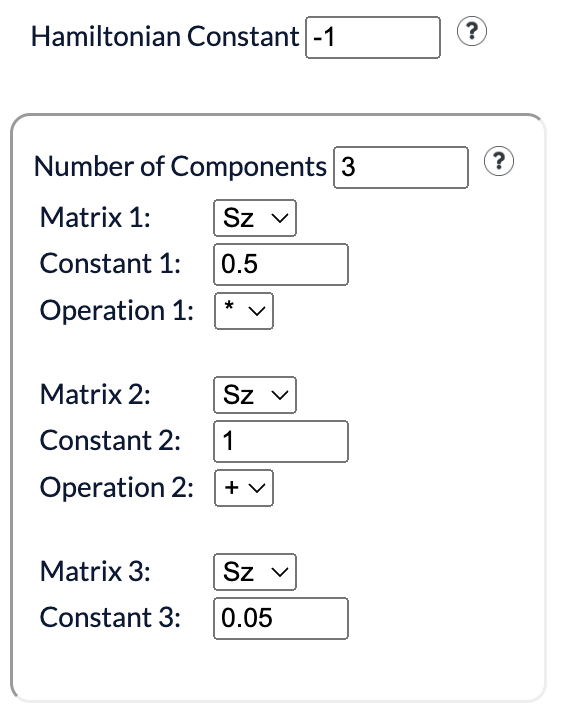 Hamiltonian Constant -1 ?
Number of Components 3 ?
Matrix 1: Sz
Constant 1: 0.5
Operation 1: *
Matrix 2: Sz
Constant 2: 1
Operation 2: +
Matrix 3: Sz
Constant 3: 0.05